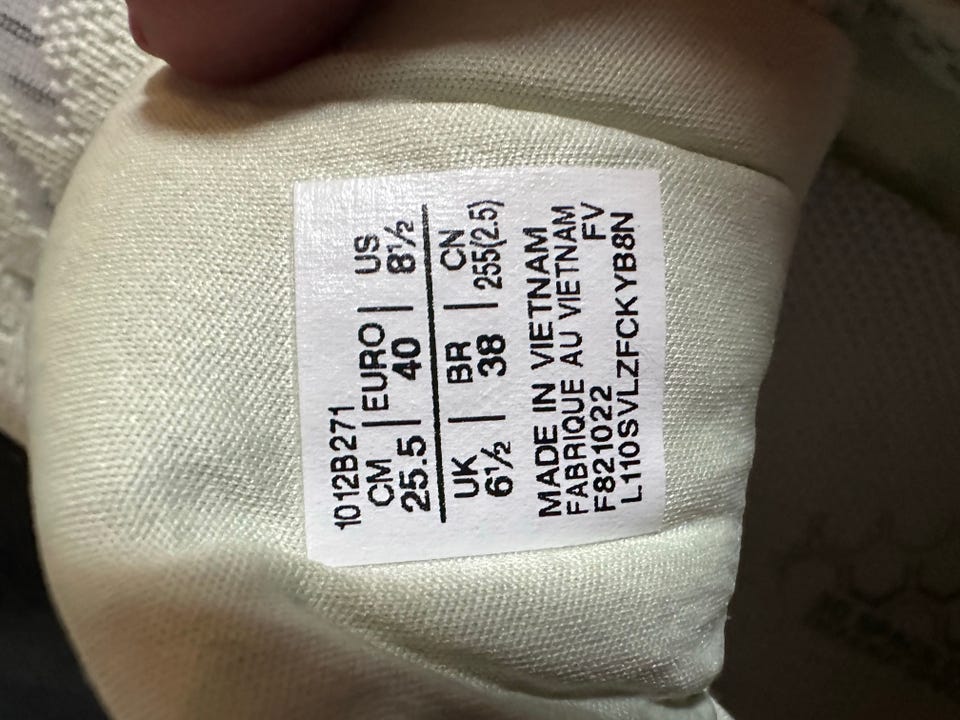 1012B271
CM | EURO | US
25.5 | 40 | 8½
UK | BR | CN
6½ | 38 | 255(2.5)
MADE IN VIETNAM
FABRIQUE AU VIETNAM
F821022 FV
L110SVLZFCKYB8N